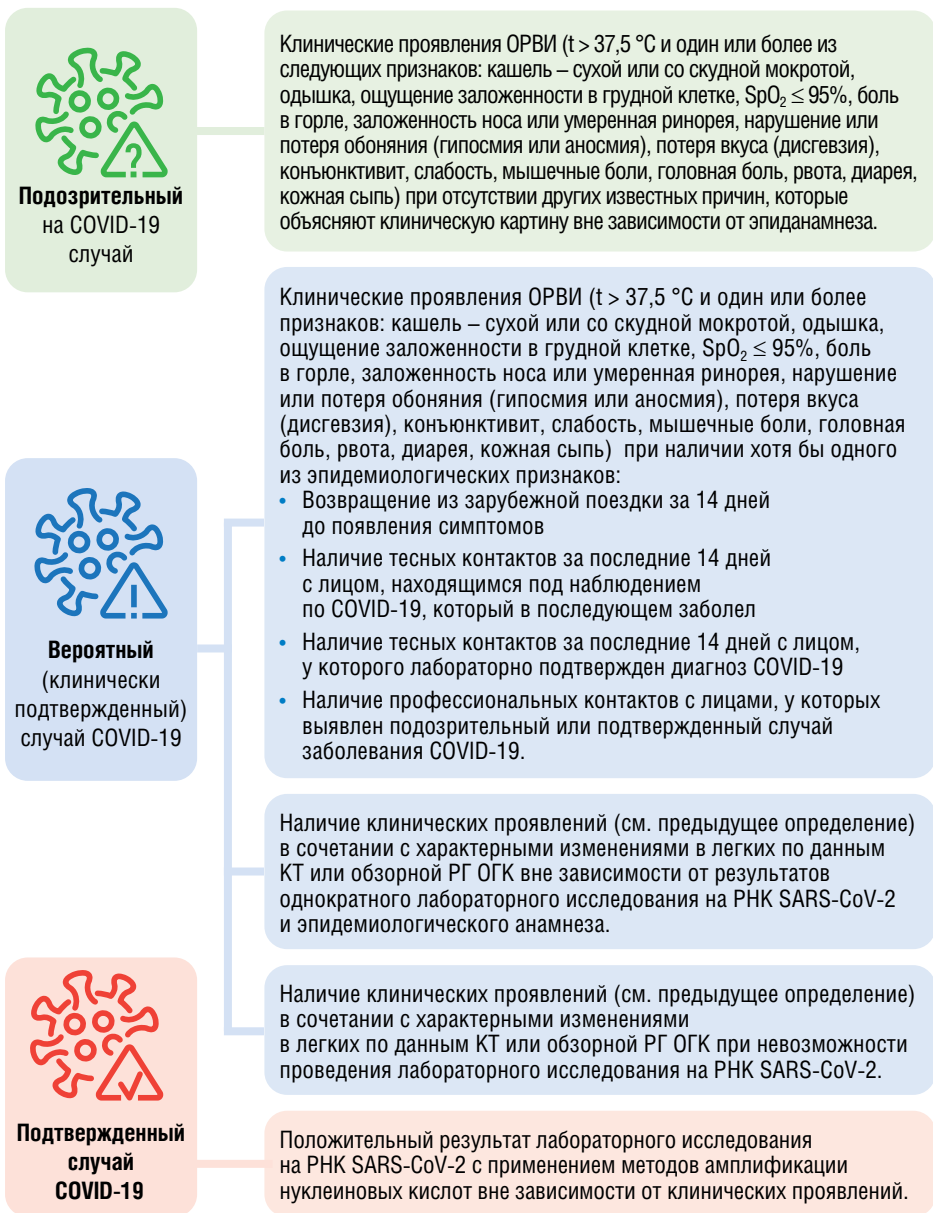 Подозрительный
на COVID-19
случай
Клинические проявления ОРВИ (t > 37,5 °C и один или более из
следующих признаков: кашель – сухой или со скудной мокротой,
одышка, ощущение заложенности в грудной клетке, SpO₂ ≤ 95%, боль
в горле, заложенность носа или умеренная ринорея, нарушение или
потеря обоняния (гипосмия или аносмия), потеря вкуса (дисгевзия),
конъюнктивит, слабость, мышечные боли, головная боль, рвота, диарея,
кожная сыпь) при отсутствии других известных причин, которые
объясняют клиническую картину вне зависимости от эпиданамнеза.
Вероятный
(клинически
подтвержденный)
случай COVID-19
Клинические проявления ОРВИ (t > 37,5 °C и один или более
признаков: кашель – сухой или со скудной мокротой, одышка,
ощущение заложенности в грудной клетке, SpO₂ ≤ 95%, боль
в горле, заложенность носа или умеренная ринорея, нарушение
или потеря обоняния (гипосмия или аносмия), потеря вкуса
(дисгевзия), конъюнктивит, слабость, мышечные боли, головная
боль, рвота, диарея, кожная сыпь) при наличии хотя бы одного
из эпидемиологических признаков:
• Возвращение из зарубежной поездки за 14 дней
до появления симптомов
• Наличие тесных контактов за последние 14 дней
с лицом, находящимся под наблюдением
по COVID-19, который в последующем заболел
• Наличие тесных контактов за последние 14 дней с лицом,
у которого лабораторно подтвержден диагноз COVID-19
• Наличие профессиональных контактов с лицами, у которых
выявлен подозрительный или подтвержденный случай
заболевания COVID-19.
Наличие клинических проявлений (см. предыдущее определение)
в сочетании с характерными изменениями в легких по данным
КТ или обзорной РГ ОГК вне зависимости от результатов
однократного лабораторного исследования на РНК SARS-CoV-2
и эпидемиологического анамнеза.
Наличие клинических проявлений (см. предыдущее определение)
в сочетании с характерными изменениями
в легких по данным КТ или обзорной РГ ОГК при невозможности
проведения лабораторного исследования на РНК SARS-CoV-2.
Подтвержденный
случай
COVID-19
Положительный результат лабораторного исследования
на РНК SARS-CoV-2 с применением методов амплификации
нуклеиновых кислот вне зависимости от клинических проявлений.